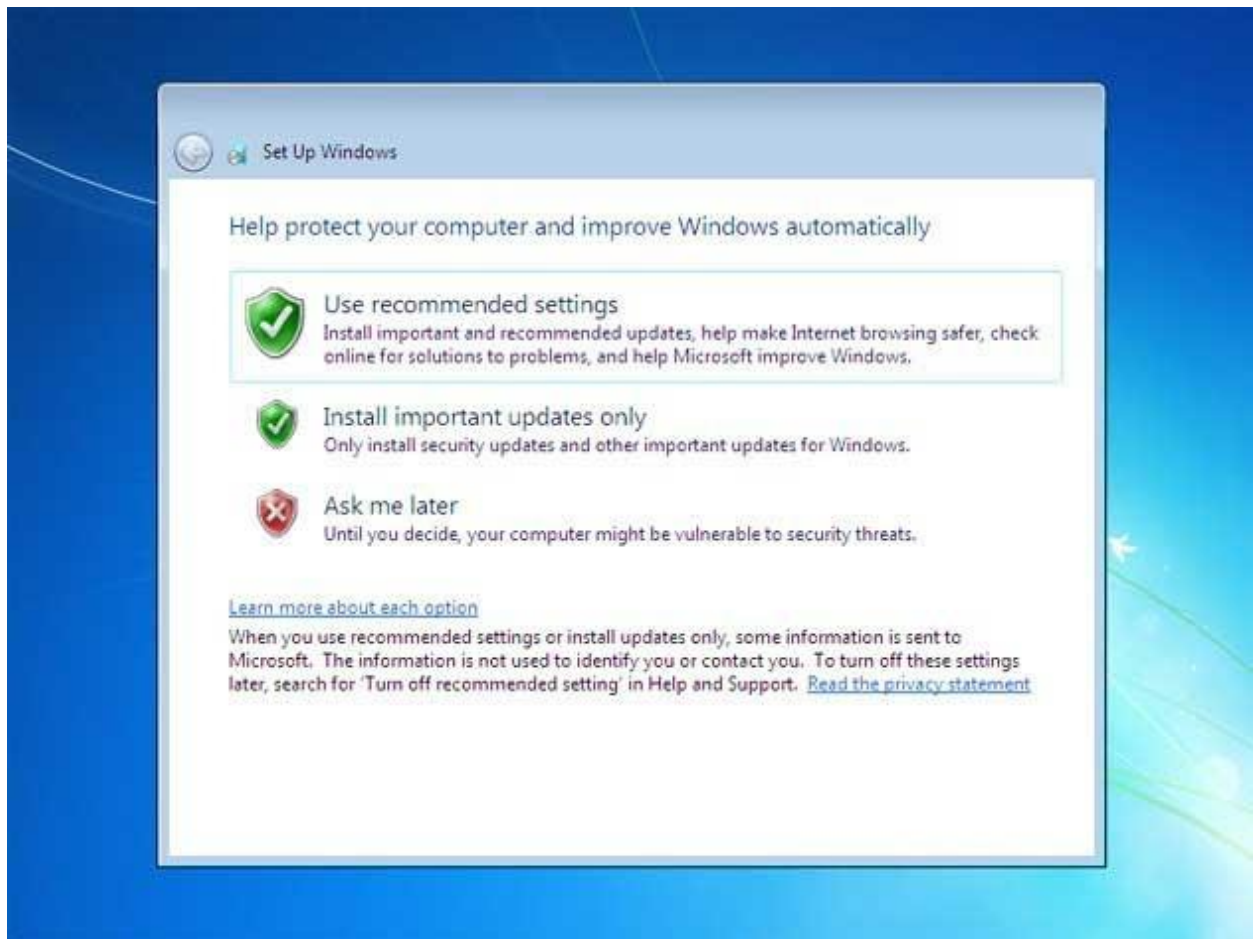 Set Up Windows
Help protect your computer and improve Windows automatically
Use recommended settings
Install important and recommended updates, help make Internet browsing safer, check
online for solutions to problems, and help Microsoft improve Windows.
Install important updates only
Only install security updates and other important updates for Windows.
Ask me later
Until you decide, your computer might be vulnerable to security threats.
Learn more about each option
When you use recommended settings or install updates only, some information is sent to
Microsoft. The information is not used to identify you or contact you. To turn off these settings
later, search for 'Turn off recommended setting' in Help and Support. Read the privacy statement